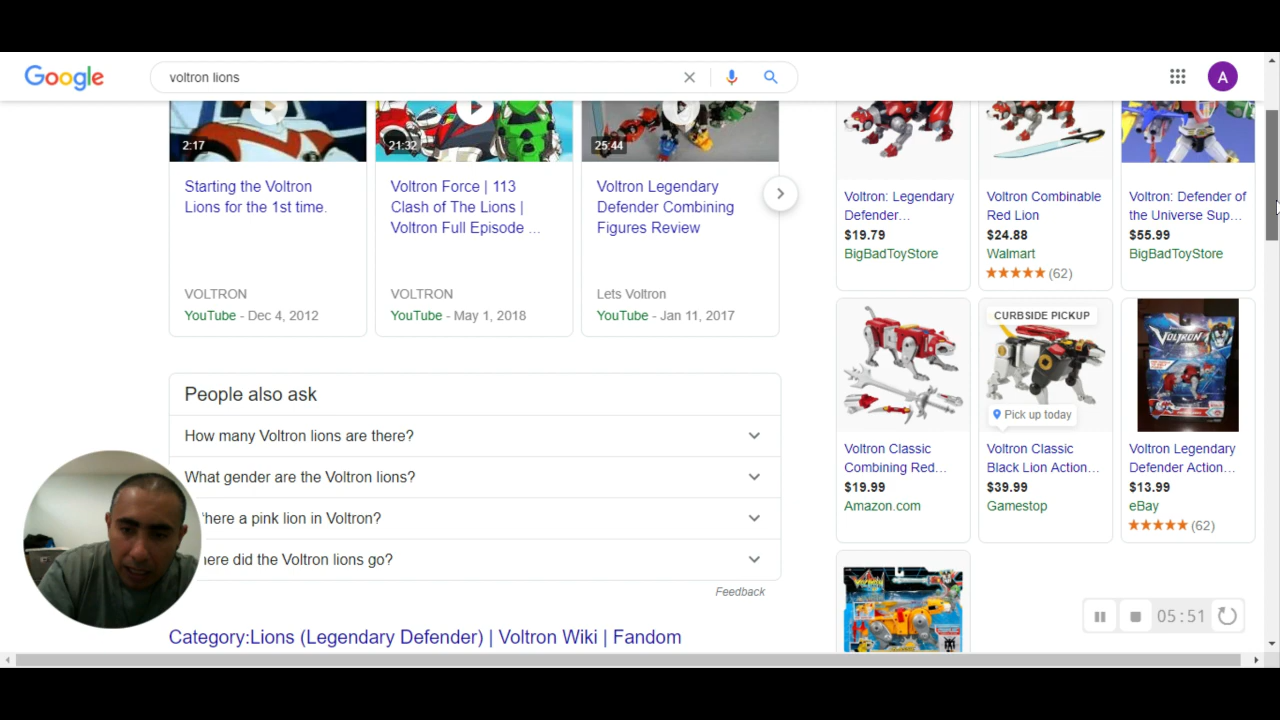 Google
voltron lions
A
2:17
21:32
25:44
Starting the Voltron
Lions for the 1st time.
VOLTRON
YouTube - Dec 4, 2012
Voltron Force | 113
Clash of The Lions |
Voltron Full Episode ...
VOLTRON
YouTube - May 1, 2018
Voltron Legendary
Defender Combining
Figures Review
Lets Voltron
YouTube - Jan 11, 2017
Voltron: Legendary
Defender...
$19.79
BigBadToyStore
Voltron Combinable
Red Lion
$24.88
Walmart
(62)
Voltron: Defender of
the Universe Sup...
$55.99
BigBadToyStore
People also ask
How many Voltron lions are there?
What gender are the Voltron lions?
there a pink lion in Voltron?
here did the Voltron lions go?
Feedback
Category:Lions (Legendary Defender) | Voltron Wiki | Fandom
Voltron Classic
Combining Red...
$19.99
Amazon.com
CURBSIDE PICKUP
Pick up today
Voltron Classic
Black Lion Action...
$39.99
Gamestop
VOLTRON
Voltron Legendary
Defender Action...
$13.99
eBay
(62)
VOLTRON
05:51